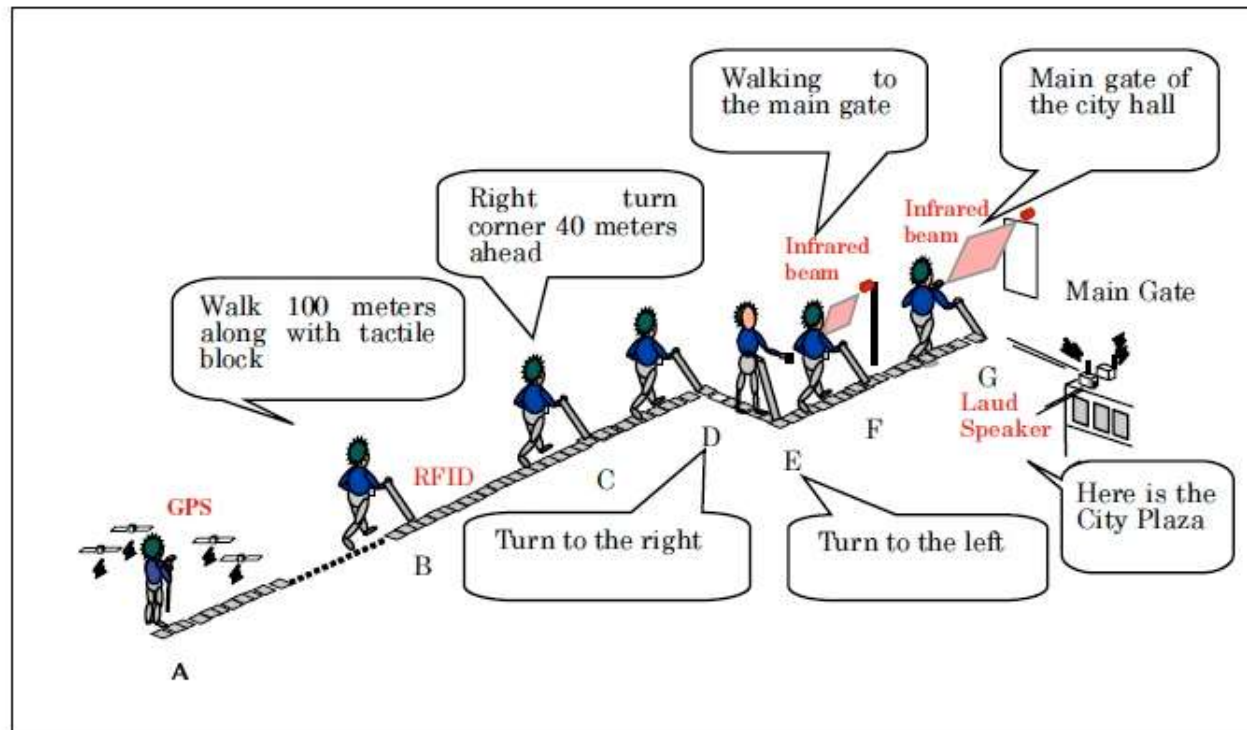 Walking to
the main gate
Main gate of
the city hall
Right turn
corner 40 meters
ahead
Infrared
beam
Infrared
beam
Walk 100 meters
along with tactile
block
Main Gate
RFID
GPS
A
B
C
D
E
F
G
Laud
Speaker
Turn to the right
Turn to the left
Here is the
City Plaza